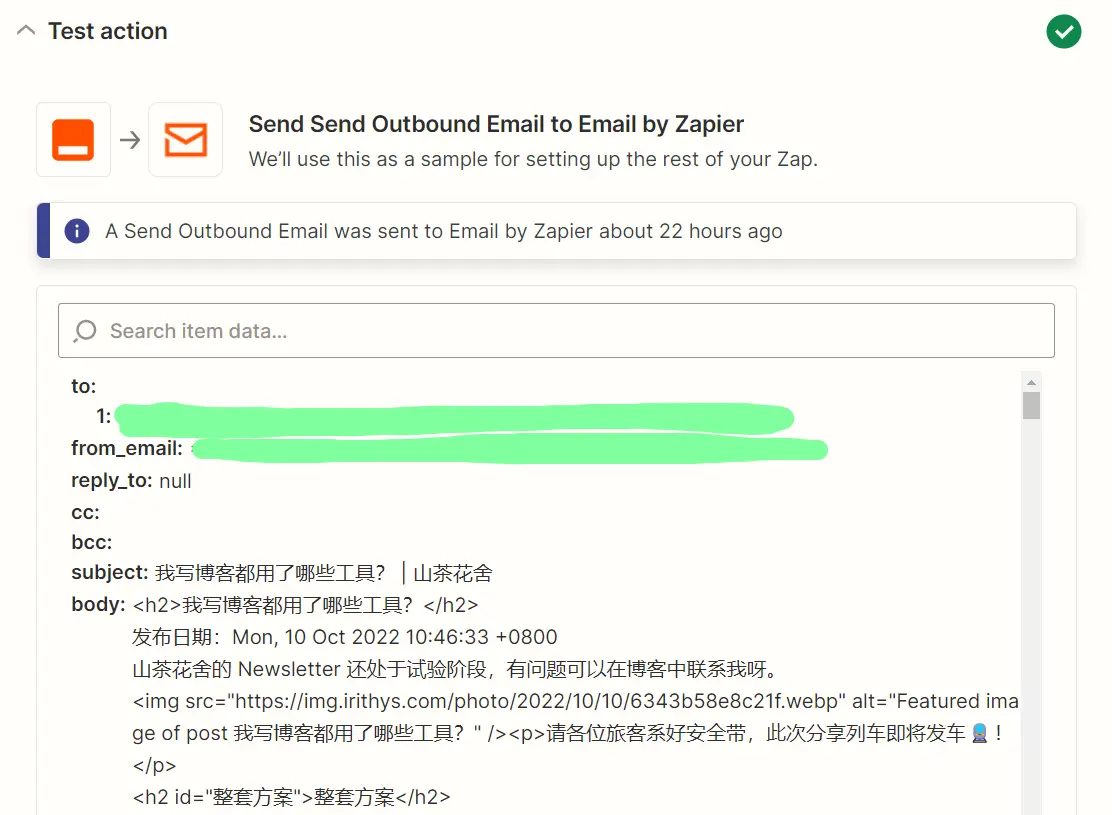 Test action
Send Send Outbound Email to Email by Zapier
We’ll use this as a sample for setting up the rest of your Zap.
A Send Outbound Email was sent to Email by Zapier about 22 hours ago
Search item data...
to:
1:
from_email:
reply_to: null
cc:
bcc:
subject: 我写博客都用了哪些工具？ | 山茶花舍
body: <h2>我写博客都用了哪些工具？</h2>
发布日期：Mon, 10 Oct 2022 10:46:33 +0800
山茶花舍的 Newsletter 还处于试验阶段，有问题可以在博客中联系我呀。
<img src="https://img.irithys.com/photo/2022/10/10/6343b58e8c21f.webp" alt="Featured ima
ge of post 我写博客都用了哪些工具？" /><p>请各位旅客系好安全带，此次分享列车即将发车🚆！
</p>
<h2 id="整套方案">整套方案</h2>